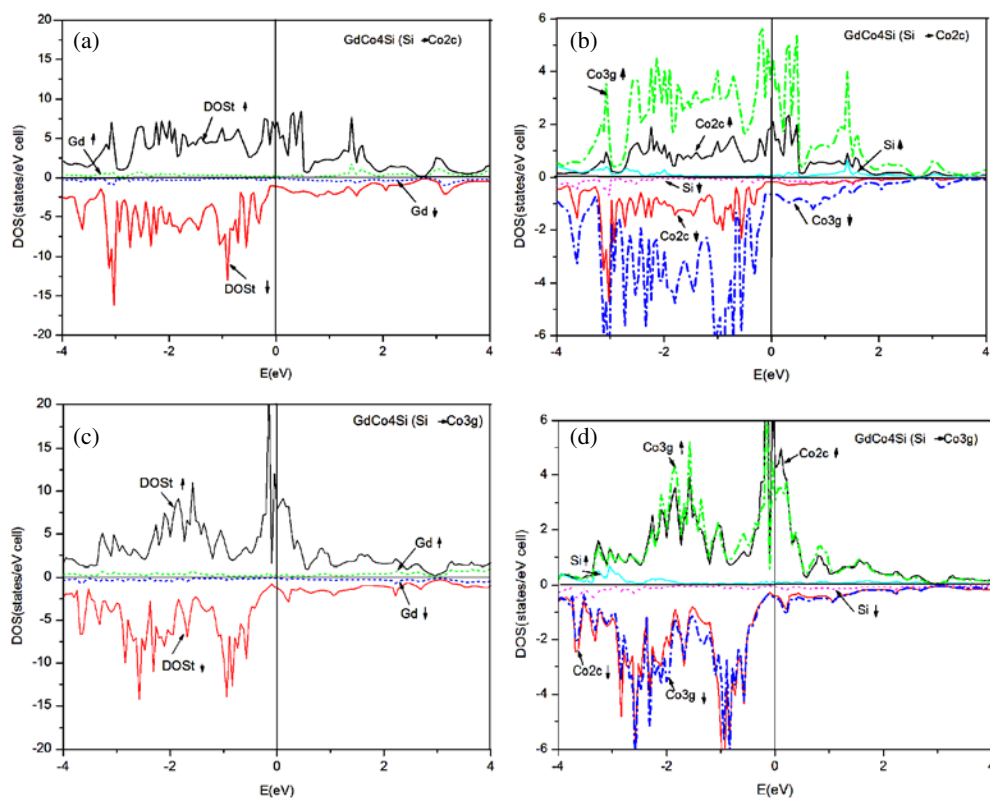 (a)
GdCo4Si (Si →Co2c)
DOSt ↑
Gd ↑
Gd ↓
DOSt ↓
DOS(states/eV cell)
20
15
10
5
0
-5
-10
-15
-20
-4 -2 0 2 4
E(eV)
(b)
GdCo4Si (Si →Co2c)
Co3g ↑
Co2c ↑
Si ↑
Si ↓
Co2c ↓
Co3g ↓
DOS(states/eV cell)
6
4
2
0
-2
-4
-6
-4 -2 0 2 4
E(eV)
(c)
GdCo4Si (Si →Co3g)
DOSt ↑
Gd ↑
Gd ↓
DOSt ↓
DOS(states/eV cell)
20
15
10
5
0
-5
-10
-15
-20
-4 -2 0 2 4
E(eV)
(d)
GdCo4Si (Si →Co3g)
Co3g ↑
Co2c ↑
Si ↑
Si ↓
Co2c ↓
Co3g ↓
DOS(states/eV cell)
6
4
2
0
-2
-4
-6
-4 -2 0 2 4
E(eV)